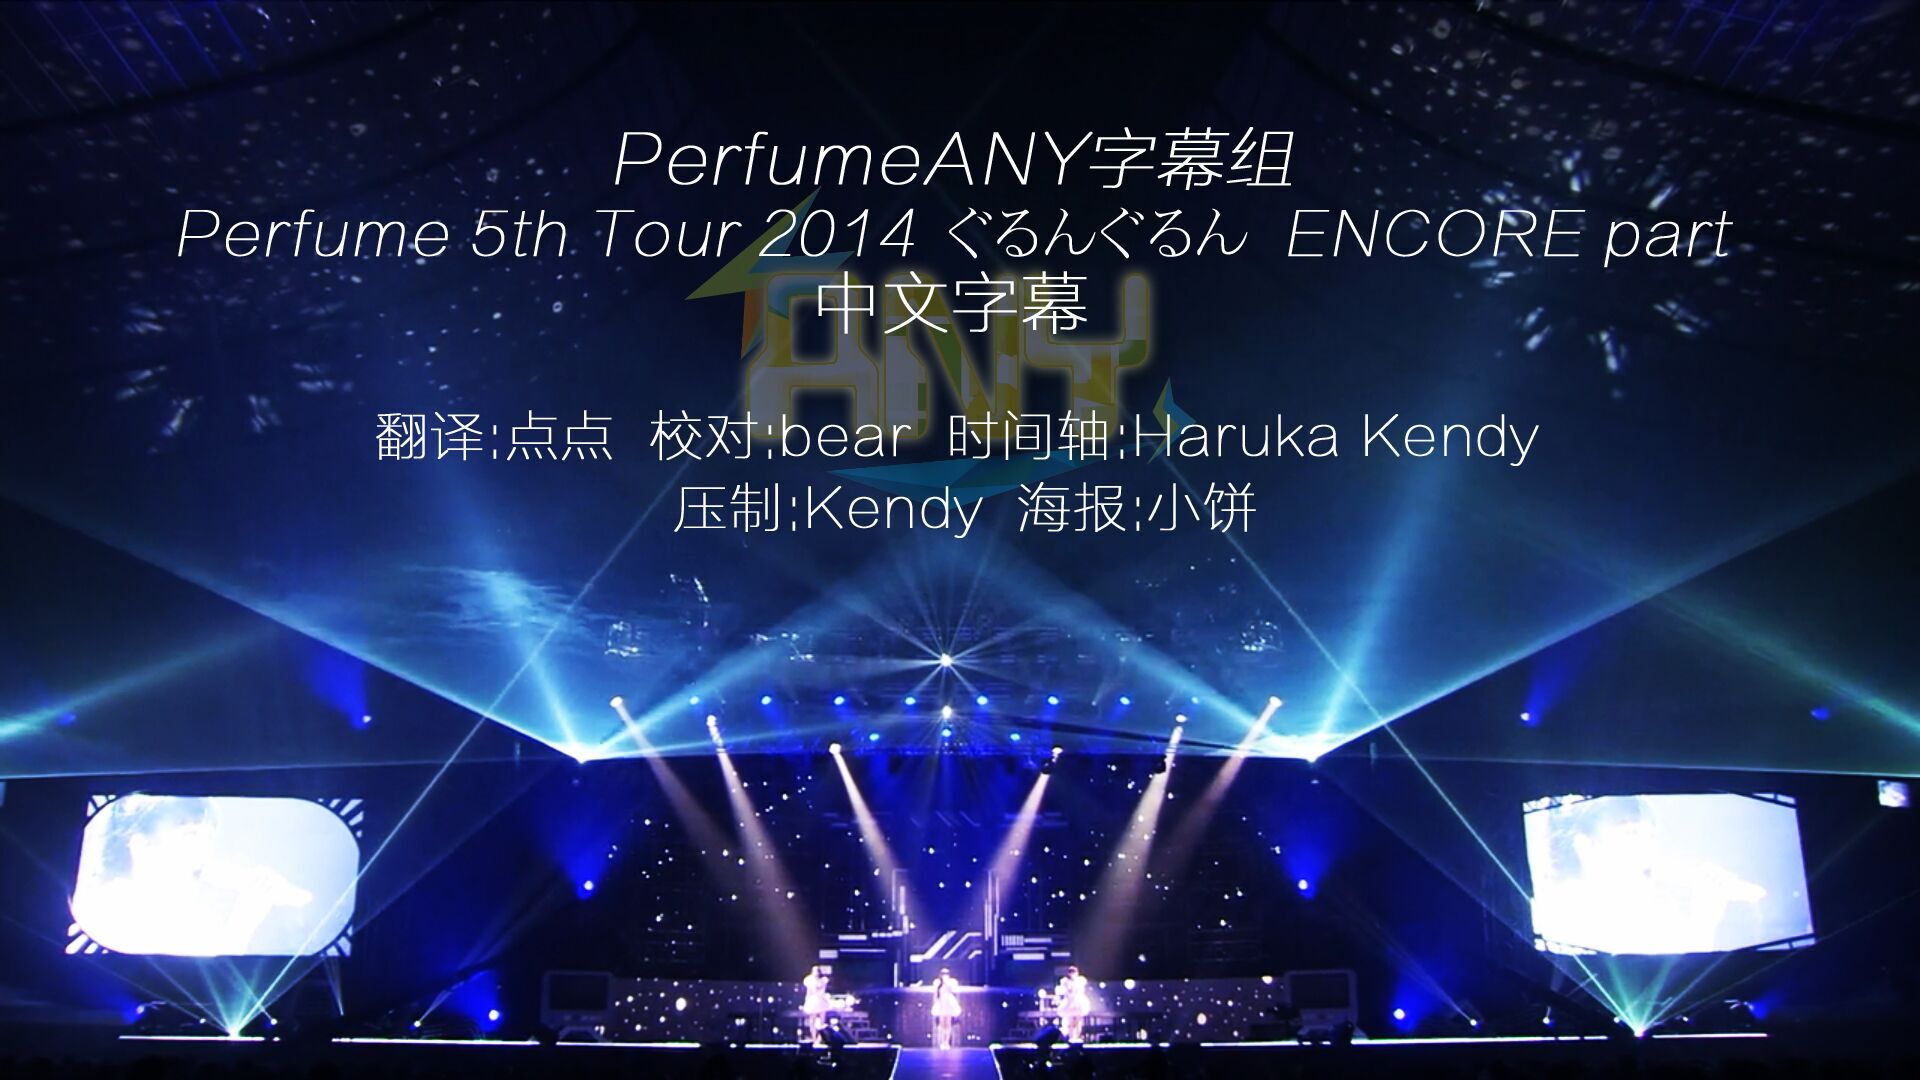 PerfumeANY字幕组
Perfume 5th Tour 2014 ぐるんぐるん ENCORE part
中文字幕
ANY
翻译:点点 校对:bear 时间轴:Haruka Kendy
压制:Kendy 海报:小饼